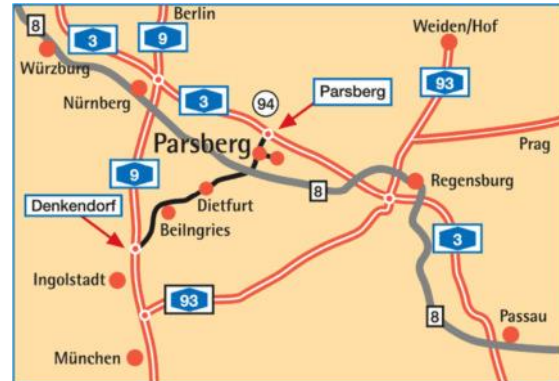 Berlin
8
3
9
Weiden/Hof
Würzburg
Nürnberg
3
94
Parsberg
93
Prag
Parsberg
9
8
Regensburg
Denkendorf
Dietfurt
Beilngries
3
Ingolstadt
93
8
Passau
München